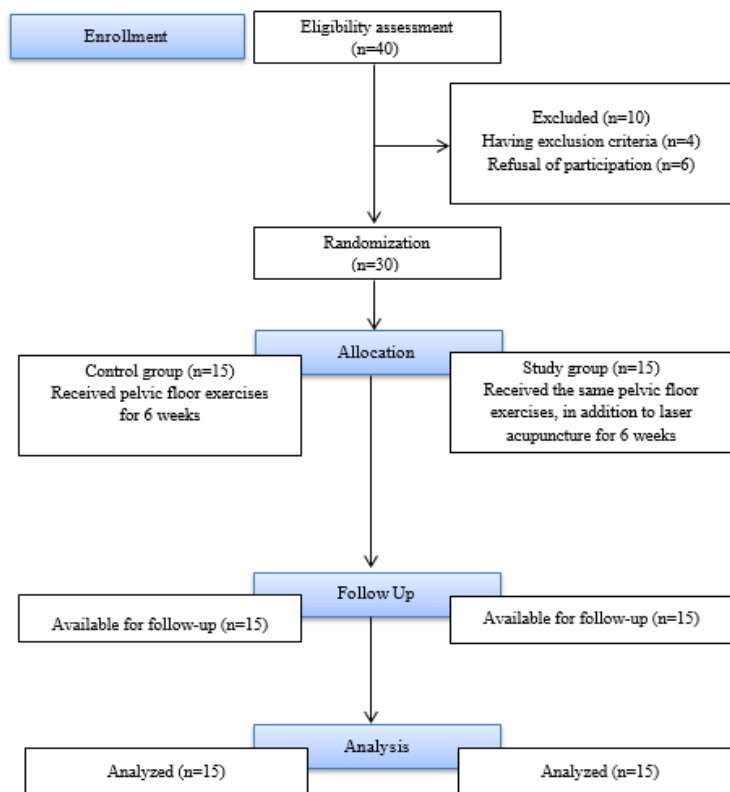 Enrollment
Eligibility assessment
(n=40)
Excluded (n=10)
Having exclusion criteria (n=4)
Refusal of participation (n=6)
Randomization
(n=30)
Allocation
Control group (n=15)
Received pelvic floor exercises
for 6 weeks
Study group (n=15)
Received the same pelvic floor
exercises, in addition to laser
acupuncture for 6 weeks
Follow Up
Available for follow-up (n=15)
Available for follow-up (n=15)
Analysis
Analyzed (n=15)
Analyzed (n=15)